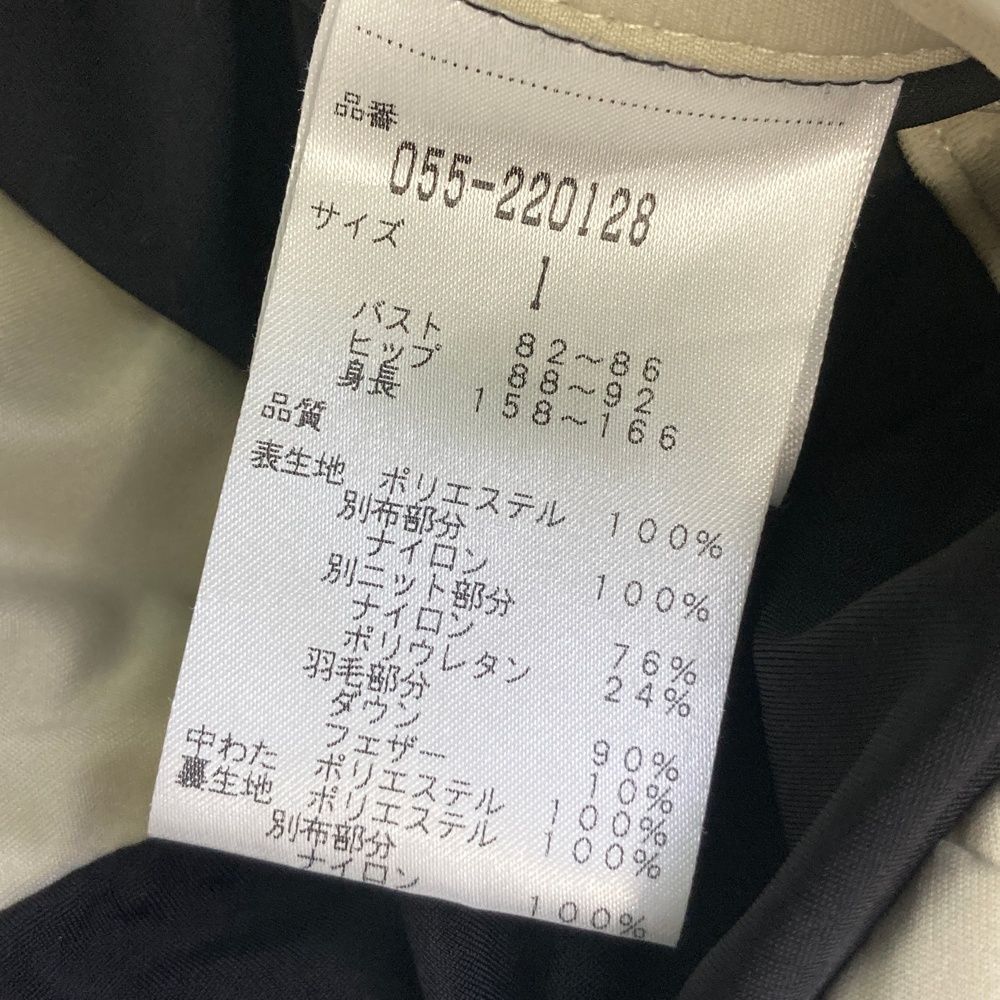 品番
055-220128
サイズ
1
バスト 82～86
ヒップ 88～92
身長 158～166
品質
表生地 ポリエステル 100%
別布部分
ナイロン 100%
別ニット部分
ナイロン 76%
ポリウレタン 24%
羽毛部分
ダウン 90%
フェザー 10%
中わた ポリエステル 100%
裏生地 ポリエステル 100%
別布部分
ナイロン 100%